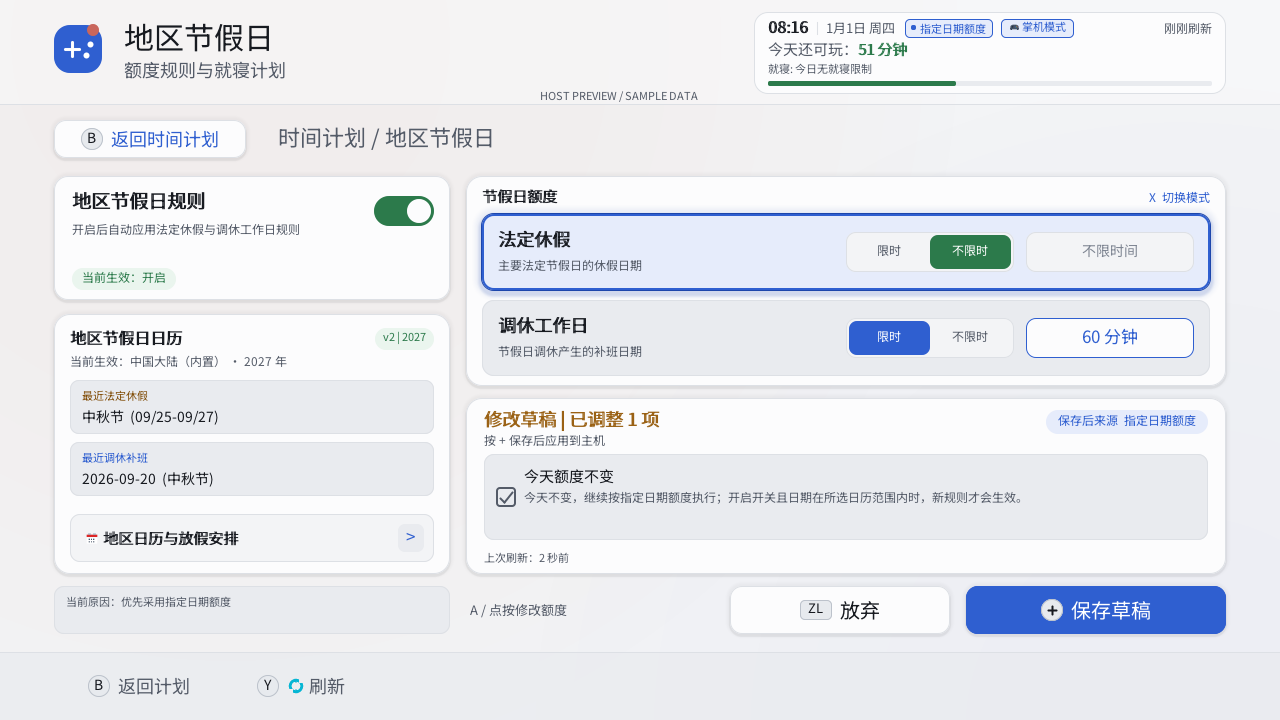 地区节假日
额度规则与就寝计划
HOST PREVIEW / SAMPLE DATA
08:16 1月1日 周四 指定日期额度 掌机模式 刚刚刷新
今天还可玩: 51 分钟
就寝: 今日无就寝限制
B 返回时间计划
时间计划 / 地区节假日
地区节假日规则
开启后自动应用法定休假与调休工作日规则
当前生效: 开启
地区节假日日历
v2 | 2027
当前生效: 中国大陆（内置） · 2027 年
最近法定休假
中秋节 (09/25-09/27)
最近调休补班
2026-09-20 (中秋节)
地区日历与放假安排 >
节假日额度
X 切换模式
法定休假
主要法定节假日的休假日期
限时 不限时 不限时间
调休工作日
节假日调休产生的补班日期
限时 不限时 60 分钟
修改草稿 | 已调整 1 项
按 + 保存后应用到主机
保存后来源 指定日期额度
今天额度不变
今天不变，继续按指定日期额度执行；开启开关且日期在所选日历范围内时，新规则才会生效。
上次刷新: 2 秒前
当前原因: 优先采用指定日期额度
A / 点按修改额度
ZL 放弃
+ 保存草稿
B 返回计划
Y 刷新